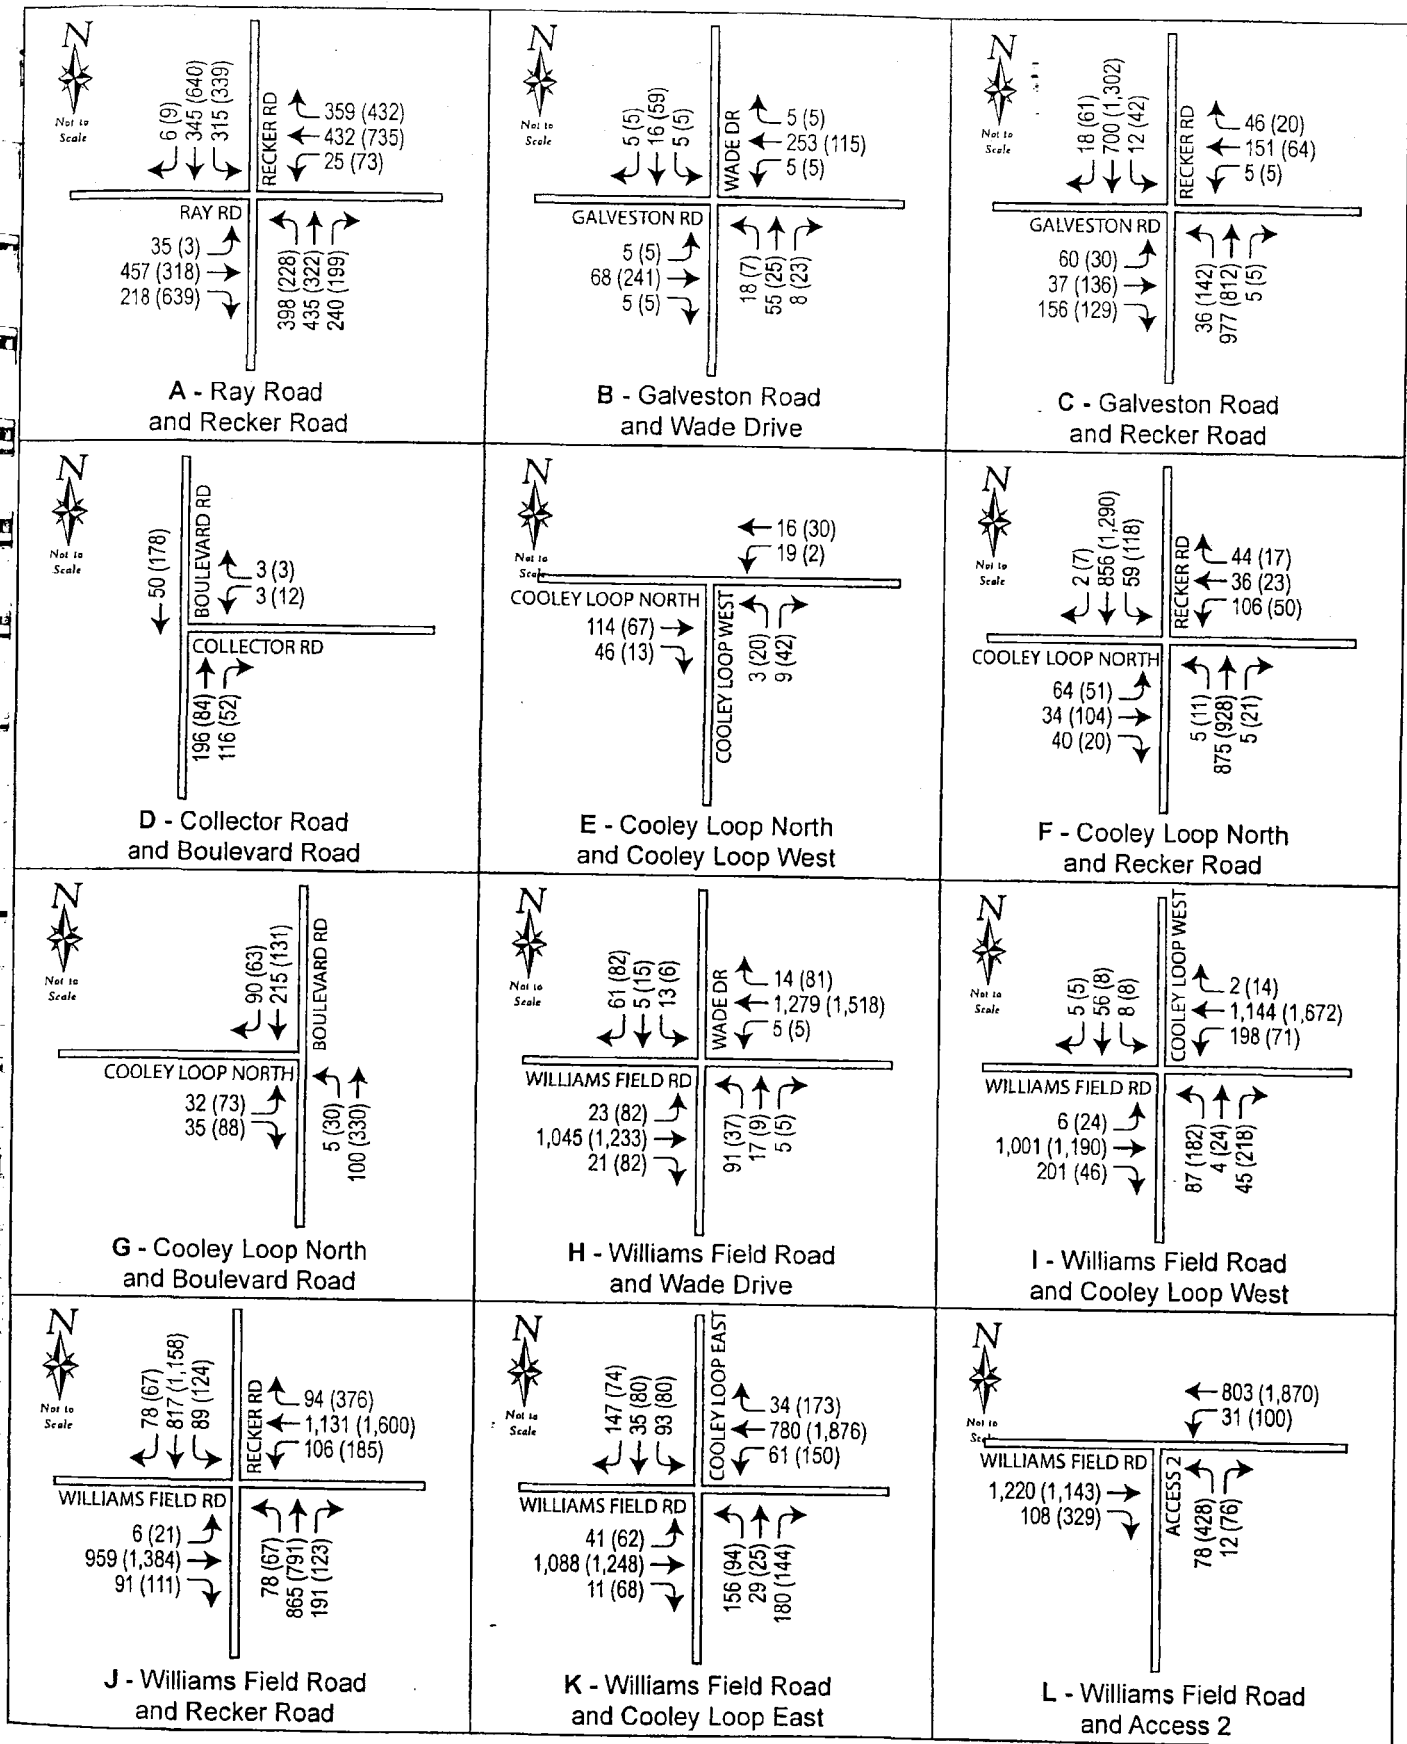 N
Not to
Scale
6 (9)
345 (640)
315 (339)
RECKER RD
359 (432)
432 (735)
25 (73)
RAY RD
35 (3)
457 (318)
218 (639)
398 (228)
435 (322)
240 (199)
A - Ray Road
and Recker Road
N
Not to
Scale
5 (5)
16 (59)
5 (5)
WADE DR
5 (5)
253 (115)
5 (5)
GALVESTON RD
5 (5)
68 (241)
5 (5)
18 (7)
55 (25)
8 (23)
B - Galveston Road
and Wade Drive
N
Not to
Scale
18 (61)
700 (1,302)
12 (42)
RECKER RD
46 (20)
151 (64)
5 (5)
GALVESTON RD
60 (30)
37 (136)
156 (129)
36 (142)
977 (812)
5 (5)
C - Galveston Road
and Recker Road
N
Not to
Scale
50 (178)
BOULEVARD RD
3 (3)
3 (12)
COLLECTOR RD
196 (84)
116 (52)
D - Collector Road
and Boulevard Road
N
Not to
Scale
16 (30)
19 (2)
COOLEY LOOP NORTH
114 (67)
46 (13)
COOLEY LOOP WEST
3 (20)
9 (42)
E - Cooley Loop North
and Cooley Loop West
N
Not to
Scale
2 (7)
856 (1,290)
59 (118)
RECKER RD
44 (17)
36 (23)
106 (50)
COOLEY LOOP NORTH
64 (51)
34 (104)
40 (20)
5 (11)
875 (928)
5 (21)
F - Cooley Loop North
and Recker Road
N
Not to
Scale
90 (63)
215 (131)
BOULEVARD RD
COOLEY LOOP NORTH
32 (73)
35 (88)
5 (30)
100 (330)
G - Cooley Loop North
and Boulevard Road
N
Not to
Scale
61 (82)
5 (15)
13 (6)
WADE DR
14 (81)
1,279 (1,518)
5 (5)
WILLIAMS FIELD RD
23 (82)
1,045 (1,233)
21 (82)
91 (37)
17 (9)
5 (5)
H - Williams Field Road
and Wade Drive
N
Not to
Scale
5 (5)
56 (8)
8 (8)
COOLEY LOOP WEST
2 (14)
1,144 (1,672)
198 (71)
WILLIAMS FIELD RD
6 (24)
1,001 (1,190)
201 (46)
87 (182)
4 (24)
45 (218)
I - Williams Field Road
and Cooley Loop West
N
Not to
Scale
78 (67)
817 (1,158)
89 (124)
RECKER RD
94 (376)
1,131 (1,600)
106 (185)
WILLIAMS FIELD RD
6 (21)
959 (1,384)
91 (111)
78 (67)
865 (791)
191 (123)
J - Williams Field Road
and Recker Road
N
Not to
Scale
147 (74)
35 (80)
93 (80)
COOLEY LOOP EAST
34 (173)
780 (1,876)
61 (150)
WILLIAMS FIELD RD
41 (62)
1,088 (1,248)
11 (68)
156 (94)
29 (25)
180 (144)
K - Williams Field Road
and Cooley Loop East
N
Not to
Scale
803 (1,870)
31 (100)
WILLIAMS FIELD RD
1,220 (1,143)
108 (329)
ACCESS 2
78 (428)
12 (76)
L - Williams Field Road
and Access 2